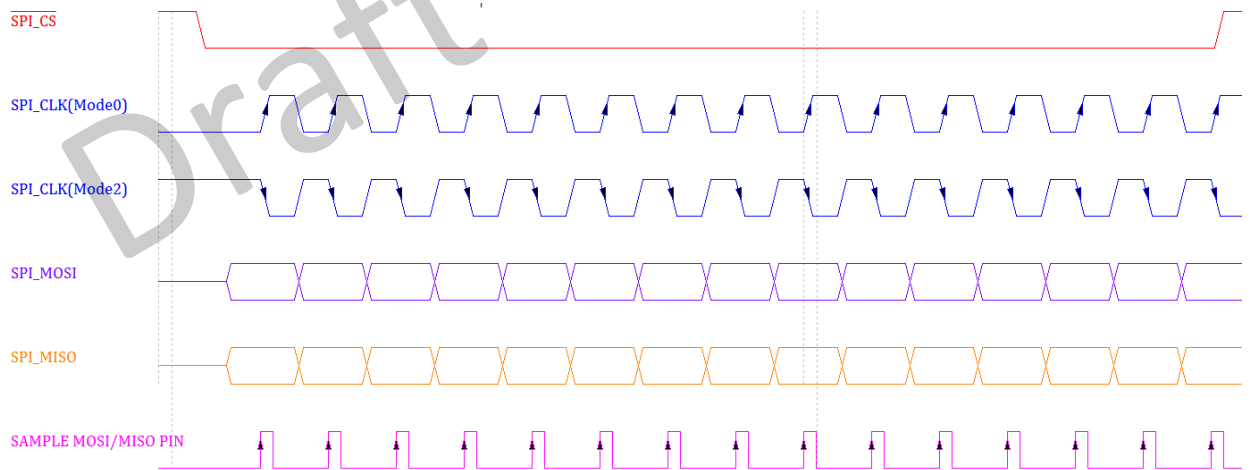 SPI_CS
SPI_CLK(Mode0)
SPI_CLK(Mode2)
SPI_MOSI
SPI_MISO
SAMPLE MOSI/MISO PIN
Draft